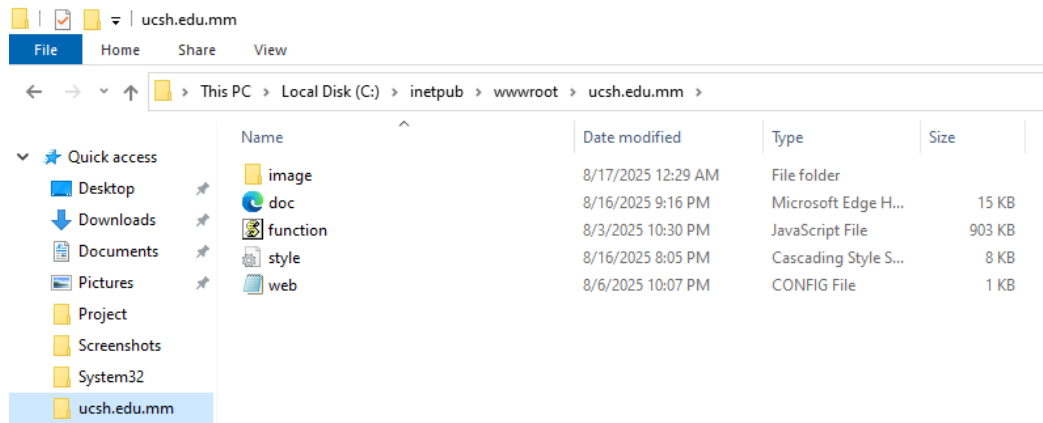 ucsh.edu.mm
File Home Share View
This PC > Local Disk (C:) > inetpub > wwwroot > ucsh.edu.mm >
Quick access
Desktop
Downloads
Documents
Pictures
Project
Screenshots
System32
ucsh.edu.mm
Name Date modified Type Size
image 8/17/2025 12:29 AM File folder
doc 8/16/2025 9:16 PM Microsoft Edge H... 15 KB
function 8/3/2025 10:30 PM JavaScript File 903 KB
style 8/16/2025 8:05 PM Cascading Style S... 8 KB
web 8/6/2025 10:07 PM CONFIG File 1 KB